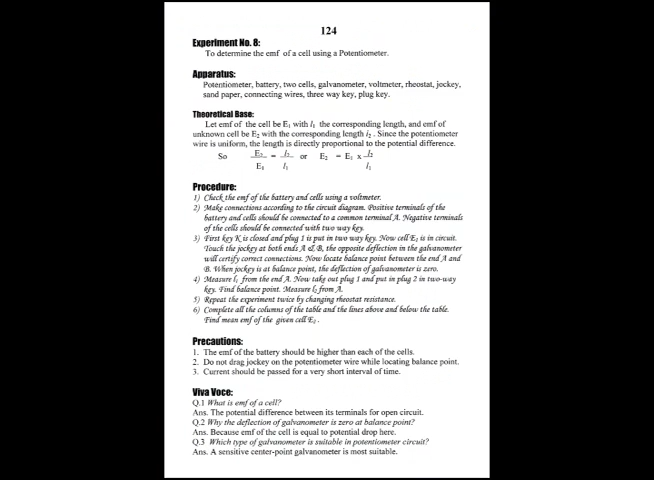 124
Experiment No. 8:
To determine the emf of a cell using a Potentiometer.
Apparatus:
Potentiometer, battery, two cells, galvanometer, voltmeter, rheostat, jockey,
sand paper, connecting wires, three way key, plug key.
Theoretical Base:
Let emf of the cell be E₁ with l₁ the corresponding length, and emf of
unknown cell be E₂ with the corresponding length l₂ . Since the potentiometer
wire is uniform, the length is directly proportional to the potential difference.
So E₂ = l₂ or E₂ = E₁ x l₂
E₁ l₁ l₁
Procedure:
1) Check the emf of the battery and cells using a voltmeter.
2) Make connections according to the circuit diagram. Positive terminals of the
battery and cells should be connected to a common terminal A. Negative terminals
of the cells should be connected with two way key.
3) First key K is closed and plug 1 is put in two way key. Now cell E₁ is in circuit.
Touch the jockey at both ends A & B, the opposite deflection in the galvanometer
will certify correct connections. Now locate balance point between the end A and
B. When jockey is at balance point, the deflection of galvanometer is zero.
4) Measure l₁ from the end A. Now take out plug 1 and put in plug 2 in two-way
key. Find balance point. Measure l₂ from A.
5) Repeat the experiment twice by changing rheostat resistance.
6) Complete all the columns of the table and the lines above and below the table.
Find mean emf of the given cell E₂ .
Precautions:
1. The emf of the battery should be higher than each of the cells.
2. Do not drag jockey on the potentiometer wire while locating balance point.
3. Current should be passed for a very short interval of time.
Viva Voce:
Q.1 What is emf of a cell?
Ans. The potential difference between its terminals for open circuit.
Q.2 Why the deflection of galvanometer is zero at balance point?
Ans. Because emf of the cell is equal to potential drop here.
Q.3 Which type of galvanometer is suitable in potentiometer circuit?
Ans. A sensitive center-point galvanometer is most suitable.